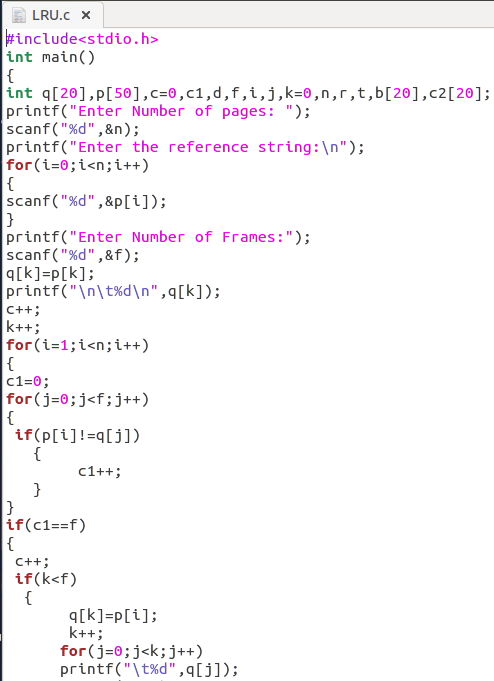 LRU.c ×
#include<stdio.h>
int main()
{
int q[20],p[50],c=0,c1,d,f,i,j,k=0,n,r,t,b[20],c2[20];
printf("Enter Number of pages: ");
scanf("%d",&n);
printf("Enter the reference string:\n");
for(i=0;i<n;i++)
{
scanf("%d",&p[i]);
}
printf("Enter Number of Frames:");
scanf("%d",&f);
q[k]=p[k];
printf("\n\t%d\n",q[k]);
c++;
k++;
for(i=1;i<n;i++)
{
c1=0;
for(j=0;j<f;j++)
{
if(p[i]!=q[j])
{
c1++;
}
}
if(c1==f)
{
c++;
if(k<f)
{
q[k]=p[i];
k++;
for(j=0;j<k;j++)
printf("\t%d",q[j]);